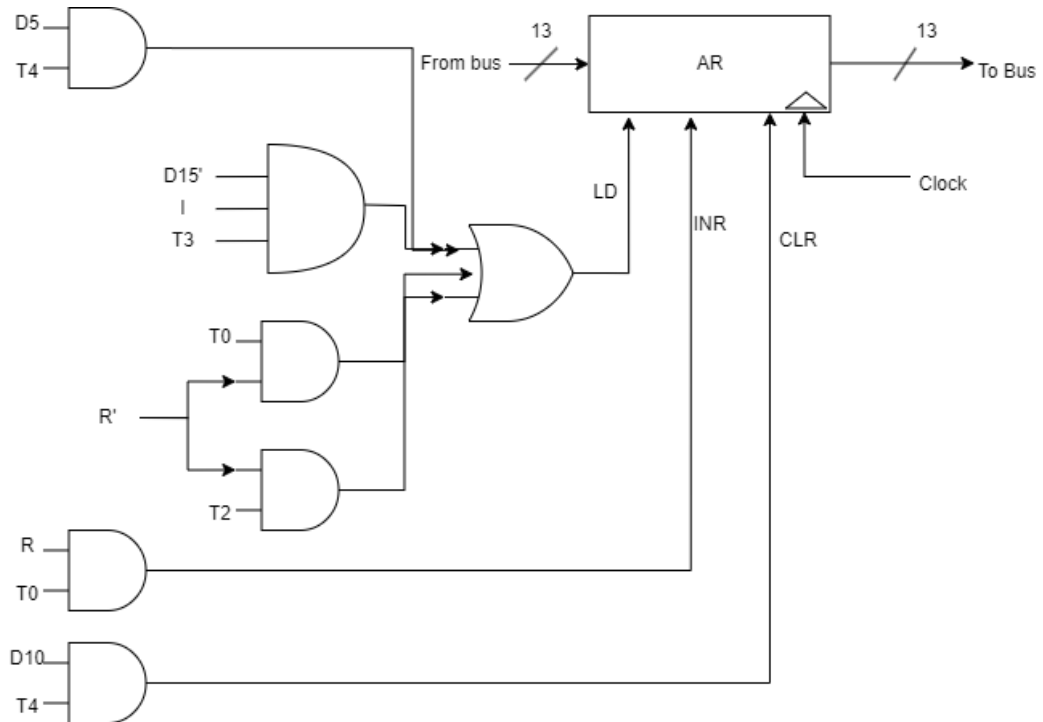 D5
T4
13
From bus
AR
13
To Bus
Clock
D15'
I
T3
LD
INR
CLR
T0
R'
T2
R
T0
D10
T4